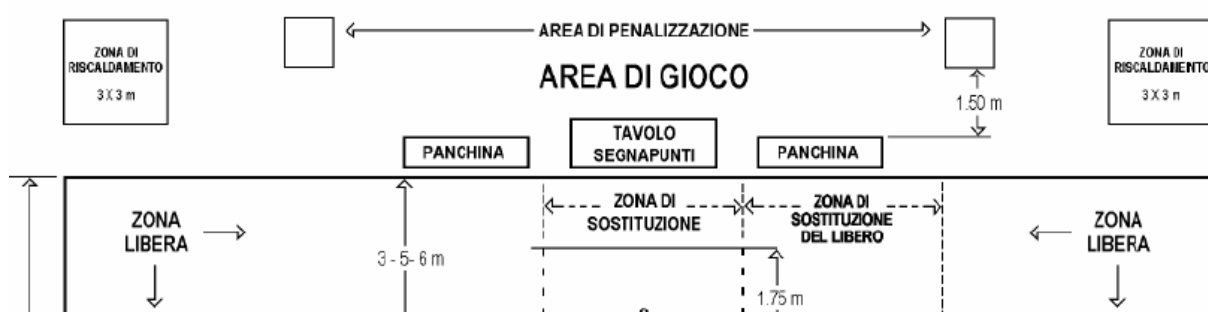 AREA DI PENALIZZAZIONE
ZONA DI
RISCALDAMENTO
3 X 3 m
ZONA DI
RISCALDAMENTO
3 X 3 m
AREA DI GIOCO
1.50 m
PANCHINA
TAVOLO
SEGNAPUNTI
PANCHINA
ZONA
LIBERA
ZONA DI
SOSTITUZIONE
ZONA DI
SOSTITUZIONE
DEL LIBERO
ZONA
LIBERA
3 - 5- 6 m
1.75 m